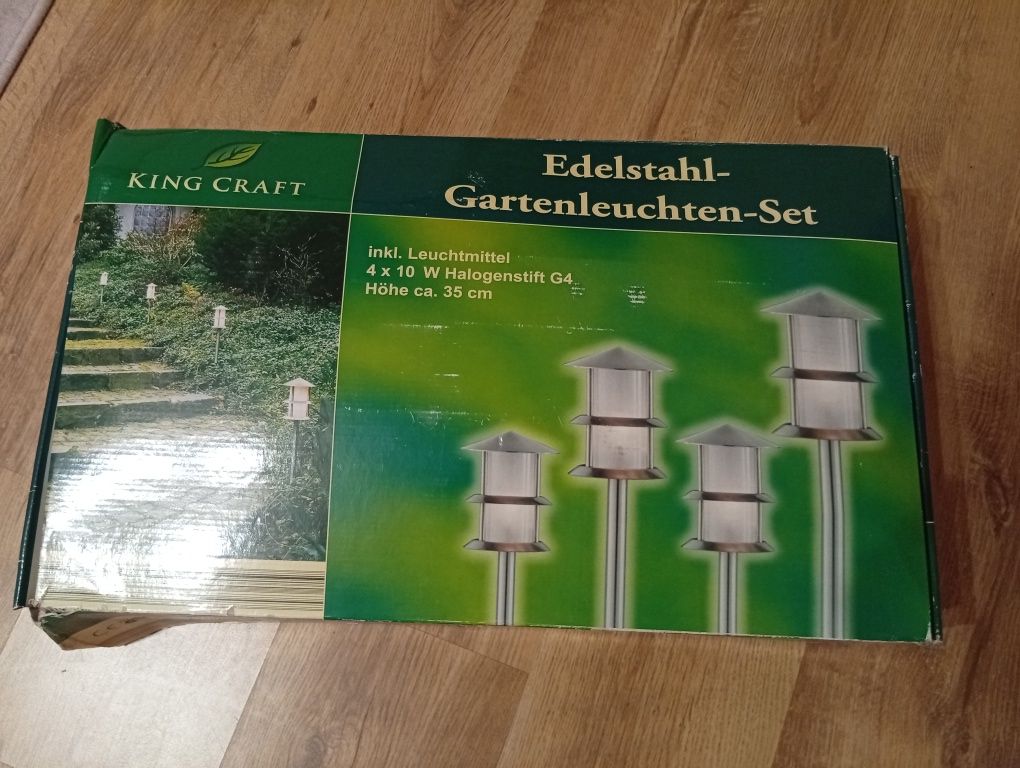 KING CRAFT
Edelstahl-
Gartenleuchten-Set
inkl. Leuchtmittel
4 x 10 W Halogenstift G4
Höhe ca. 35 cm